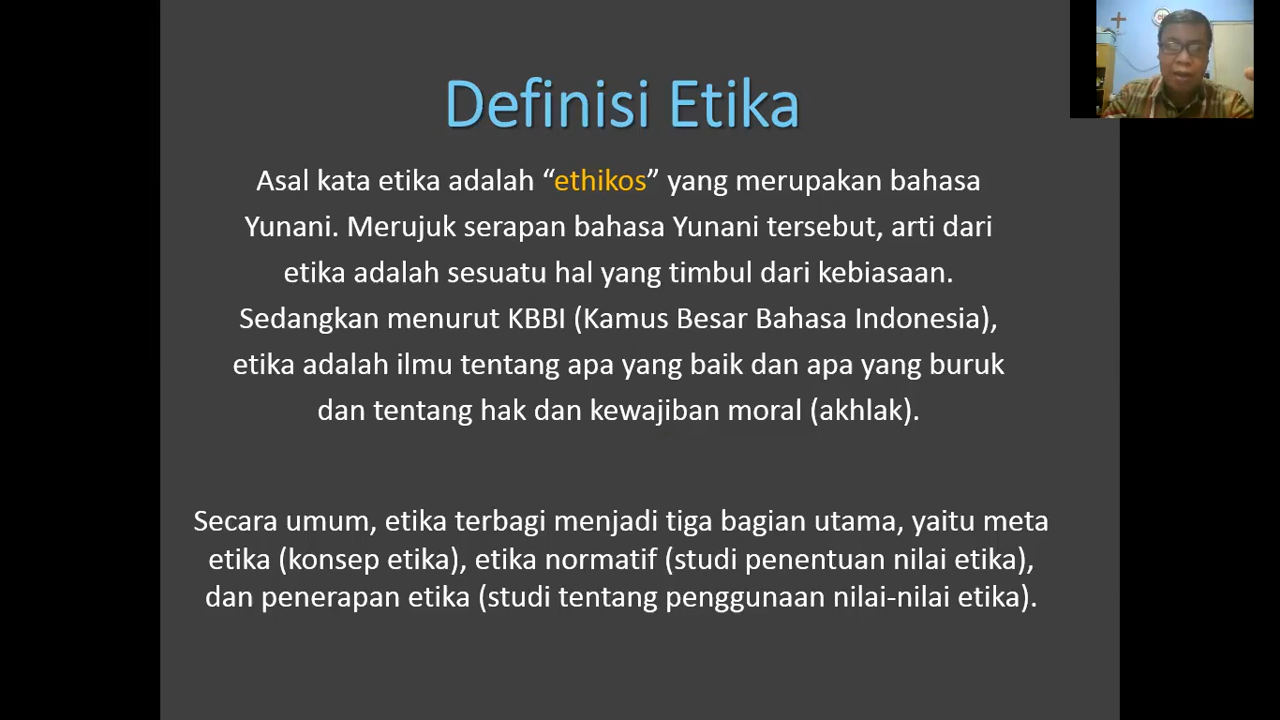 Definisi Etika
Asal kata etika adalah “ethikos” yang merupakan bahasa
Yunani. Merujuk serapan bahasa Yunani tersebut, arti dari
etika adalah sesuatu hal yang timbul dari kebiasaan.
Sedangkan menurut KBBI (Kamus Besar Bahasa Indonesia),
etika adalah ilmu tentang apa yang baik dan apa yang buruk
dan tentang hak dan kewajiban moral (akhlak).
Secara umum, etika terbagi menjadi tiga bagian utama, yaitu meta
etika (konsep etika), etika normatif (studi penentuan nilai etika),
dan penerapan etika (studi tentang penggunaan nilai-nilai etika).